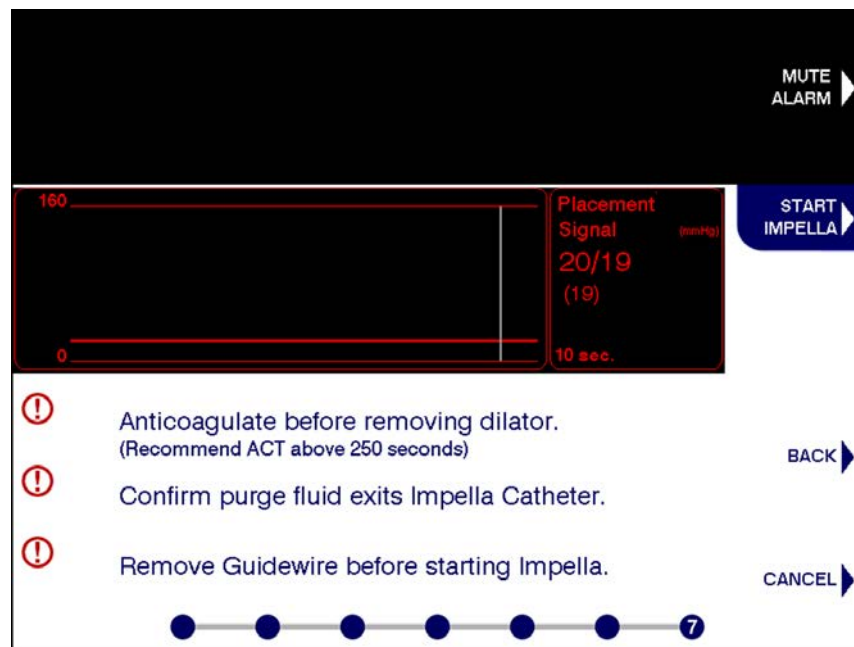 MUTE
ALARM
160
Placement
Signal (mmHg)
20/19
(19)
0
10 sec.
START
IMPELLA
Anticoagulate before removing dilator.
(Recommend ACT above 250 seconds)
BACK
Confirm purge fluid exits Impella Catheter.
Remove Guidewire before starting Impella.
CANCEL
7